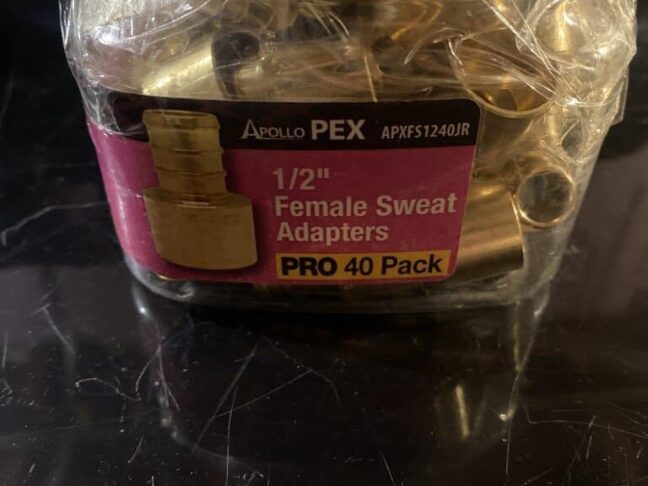 APOLLO PEX APXFS1240JR
1/2"
Female Sweat
Adapters
PRO 40 Pack